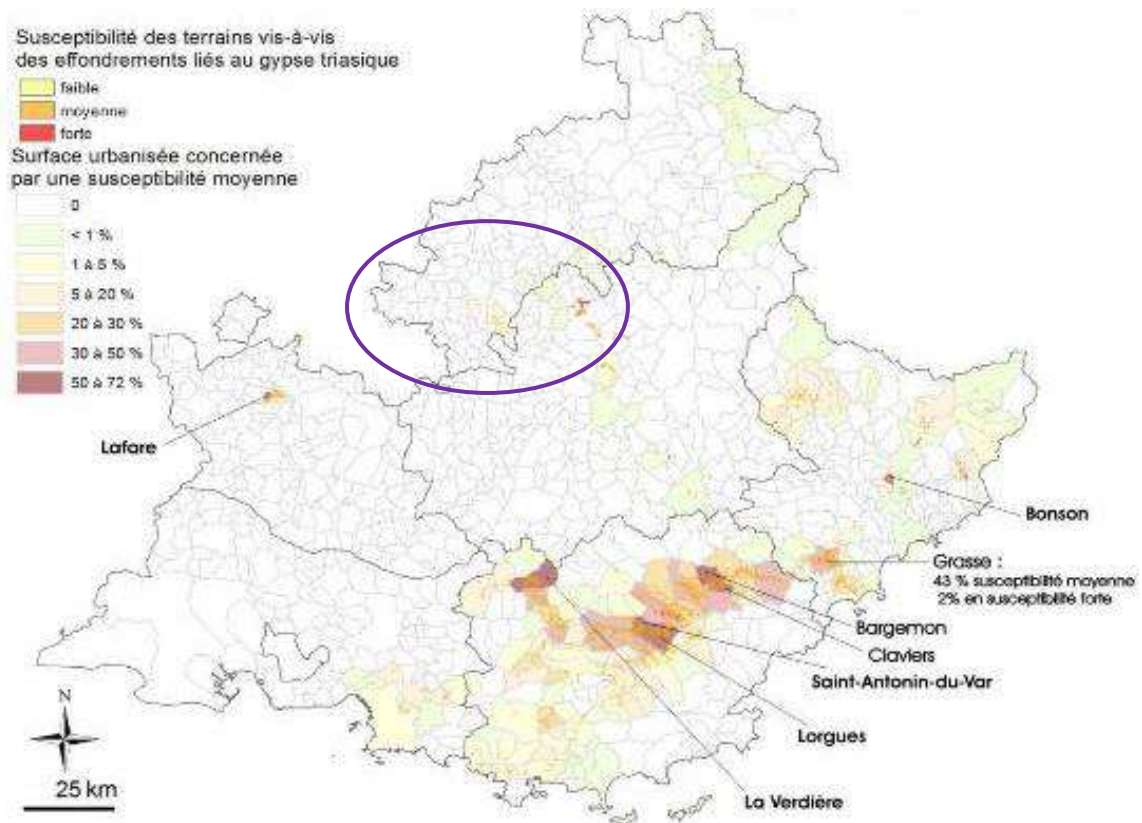 Susceptibilité des terrains vis-à-vis
des effondrements liés au gypse triasique
faible
moyenne
forte
Surface urbanisée concernée
par une susceptibilité moyenne
0
< 1 %
1 à 5 %
5 à 20 %
20 à 30 %
30 à 50 %
50 à 72 %
Lafare
Bonson
Grasse :
43 % susceptibilité moyenne
2% en susceptibilité forte
Bargemon
Claviers
Saint-Antonin-du-Var
Lorgues
La Verdière
N
25 km